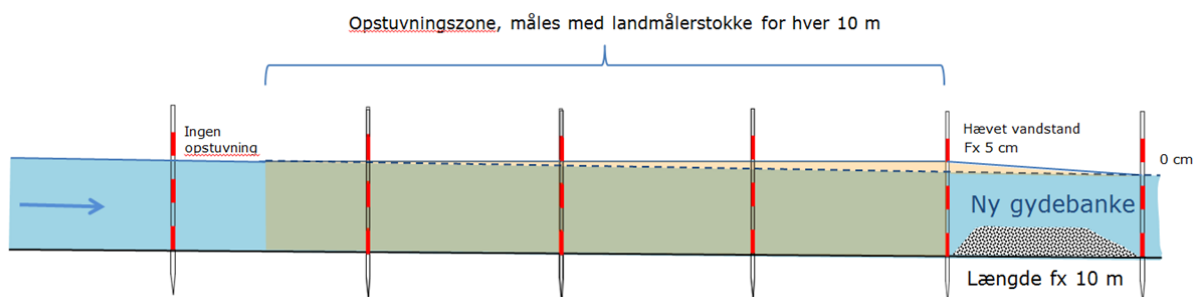 Opstuvningszone, måles med landmålerstokke for hver 10 m
Ingen
opstuvning
Hævet vandstand
Fx 5 cm
0 cm
Ny gydebanke
Længde fx 10 m